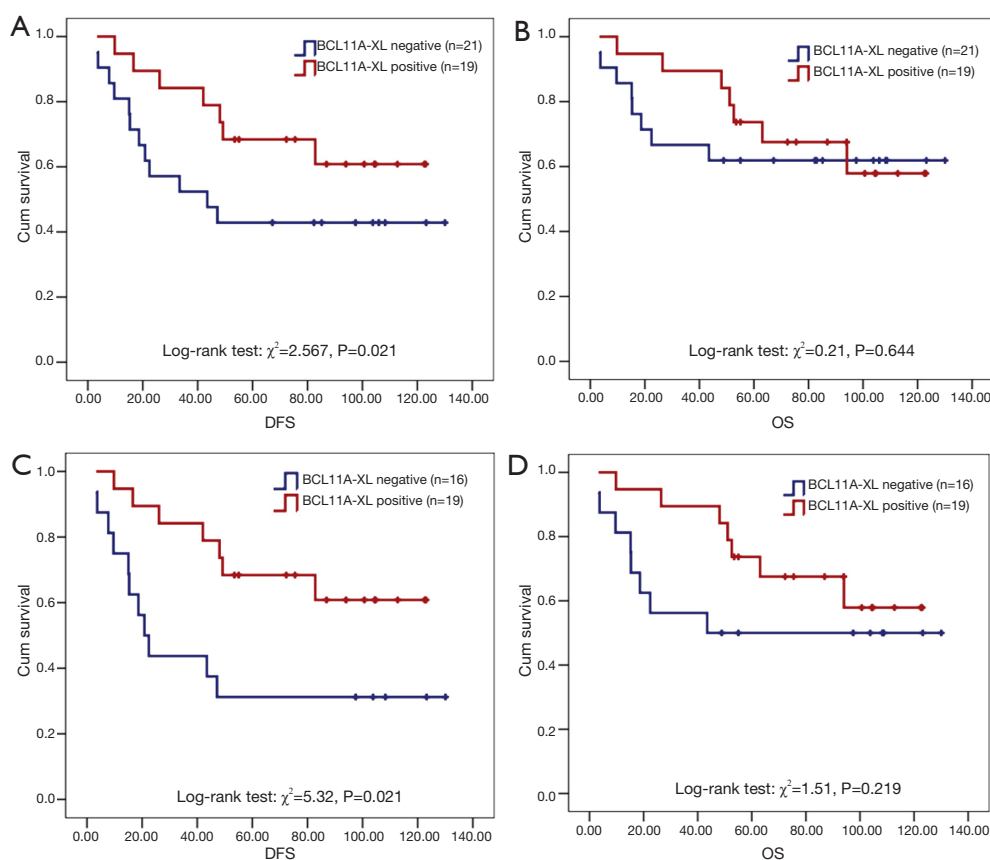 A
1.0
0.8
0.6
0.4
0.2
0.0
Cum survival
BCL11A-XL negative (n=21)
BCL11A-XL positive (n=19)
Log-rank test: χ²=2.567, P=0.021
0.00 20.00 40.00 60.00 80.00 100.00 120.00 140.00
DFS
B
1.0
0.8
0.6
0.4
0.2
0.0
Cum survival
BCL11A-XL negative (n=21)
BCL11A-XL positive (n=19)
Log-rank test: χ²=0.21, P=0.644
0.00 20.00 40.00 60.00 80.00 100.00 120.00 140.00
OS
C
1.0
0.8
0.6
0.4
0.2
0.0
Cum survival
BCL11A-XL negative (n=16)
BCL11A-XL positive (n=19)
Log-rank test: χ²=5.32, P=0.021
0.00 20.00 40.00 60.00 80.00 100.00 120.00 140.00
DFS
D
1.0
0.8
0.6
0.4
0.2
0.0
Cum survival
BCL11A-XL negative (n=16)
BCL11A-XL positive (n=19)
Log-rank test: χ²=1.51, P=0.219
0.00 20.00 40.00 60.00 80.00 100.00 120.00 140.00
OS